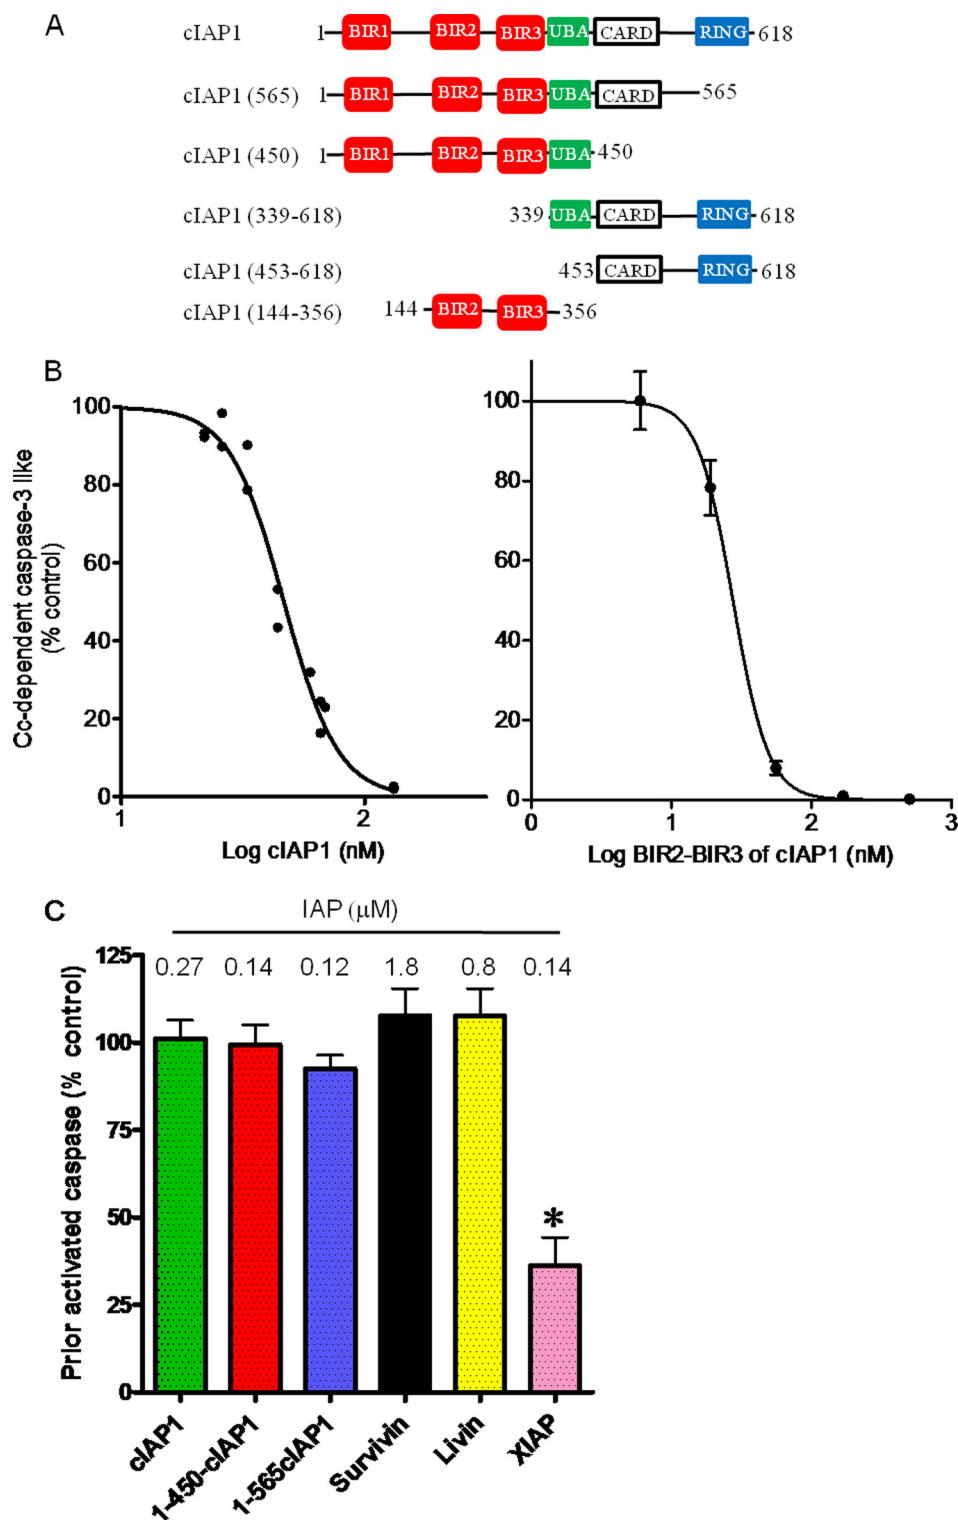 A
cIAP1 1 BIR1 BIR2 BIR3 UBA CARD RING 618
cIAP1 (565) 1 BIR1 BIR2 BIR3 UBA CARD 565
cIAP1 (450) 1 BIR1 BIR2 BIR3 UBA 450
cIAP1 (339-618) 339 UBA CARD RING 618
cIAP1 (453-618) 453 CARD RING 618
cIAP1 (144-356) 144 BIR2 BIR3 356
B
Cc-dependent caspase-3 like
(% control)
100
80
60
40
20
0
1 2
Log cIAP1 (nM)
100
80
60
40
20
0
0 1 2 3
Log BIR2-BIR3 of cIAP1 (nM)
C
IAP (μM)
0.27 0.14 0.12 1.8 0.8 0.14
Prior activated caspase (% control)
125
100
75
50
25
0
*
cIAP1
1-450-cIAP1
1-565cIAP1
Survivin
Livin
XIAP